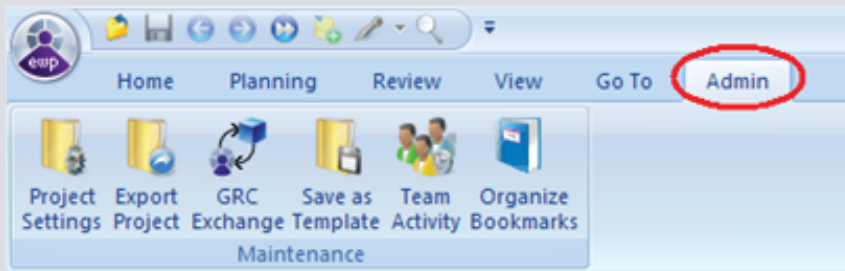 ewp
Home Planning Review View Go To Admin
Project Export GRC Save as Team Organize
Settings Project Exchange Template Activity Bookmarks
Maintenance